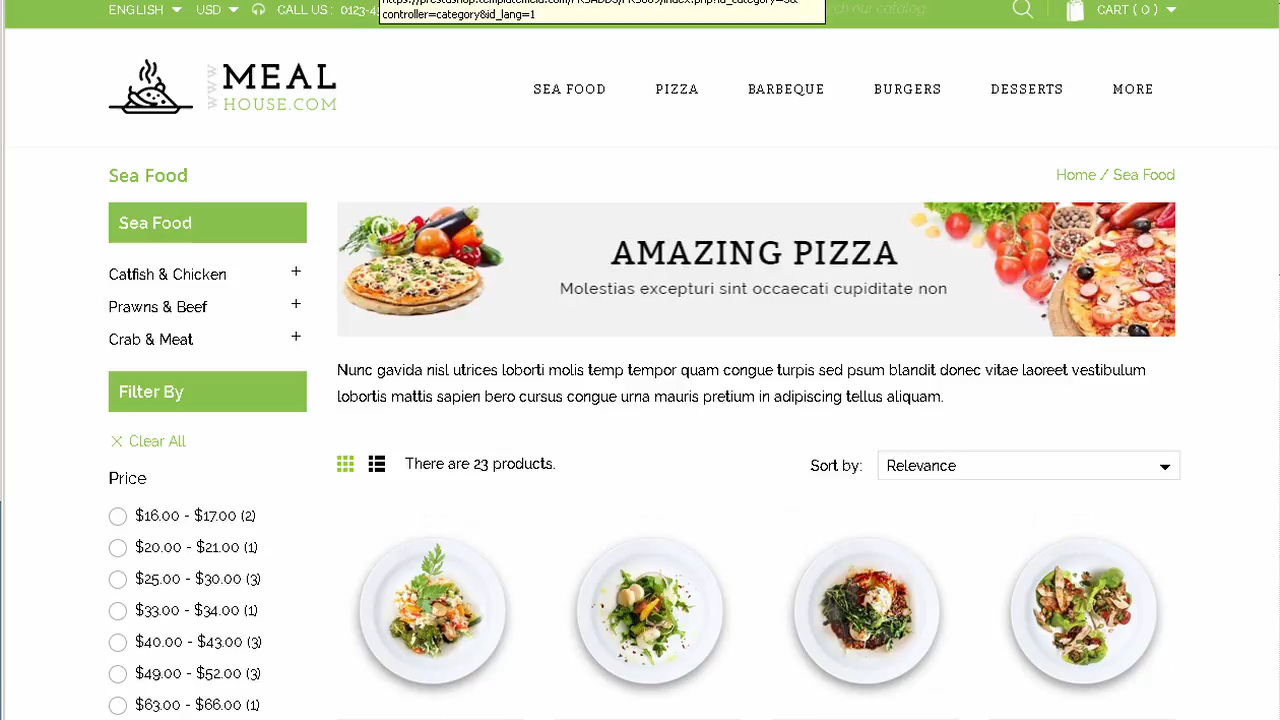 ENGLISH USD CALL US : 0123-4
controller=category&id_lang=1
rch our catalog
CART ( 0 )
WWW
MEAL
HOUSE.COM
SEA FOOD PIZZA BARBEQUE BURGERS DESSERTS MORE
Sea Food
Home / Sea Food
Sea Food
Catfish & Chicken +
Prawns & Beef +
Crab & Meat +
Filter By
Clear All
Price
$16.00 - $17.00 (2)
$20.00 - $21.00 (1)
$25.00 - $30.00 (3)
$33.00 - $34.00 (1)
$40.00 - $43.00 (3)
$49.00 - $52.00 (3)
$63.00 - $66.00 (1)
AMAZING PIZZA
Molestias excepturi sint occaecati cupiditate non
Nunc gavida nisl utrices loborti molis temp tempor quam congue turpis sed psum blandit donec vitae laoreet vestibulum
lobortis mattis sapien bero cursus congue urna mauris pretium in adipiscing tellus aliquam.
There are 23 products.
Sort by: Relevance